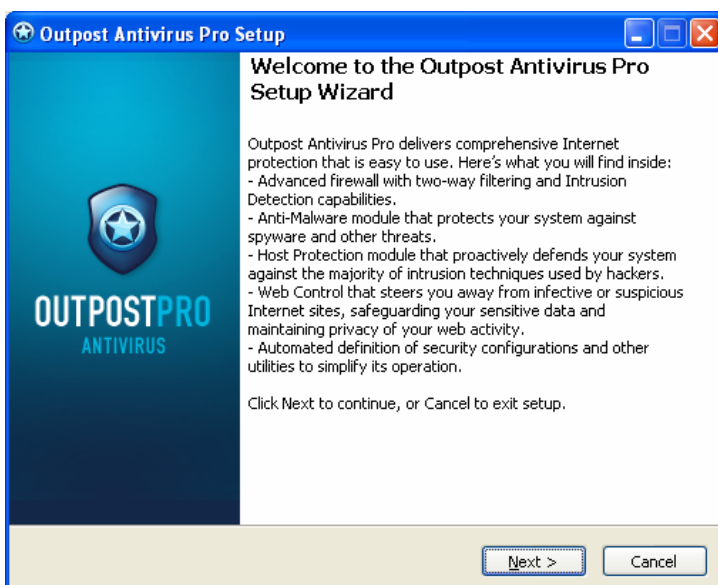 Outpost Antivirus Pro Setup
Welcome to the Outpost Antivirus Pro
Setup Wizard
Outpost Antivirus Pro delivers comprehensive Internet
protection that is easy to use. Here's what you will find inside:
- Advanced firewall with two-way filtering and Intrusion
Detection capabilities.
- Anti-Malware module that protects your system against
spyware and other threats.
- Host Protection module that proactively defends your system
against the majority of intrusion techniques used by hackers.
- Web Control that steers you away from infective or suspicious
Internet sites, safeguarding your sensitive data and
maintaining privacy of your web activity.
- Automated definition of security configurations and other
utilities to simplify its operation.
Click Next to continue, or Cancel to exit setup.
OUTPOSTPRO
ANTIVIRUS
Next >
Cancel